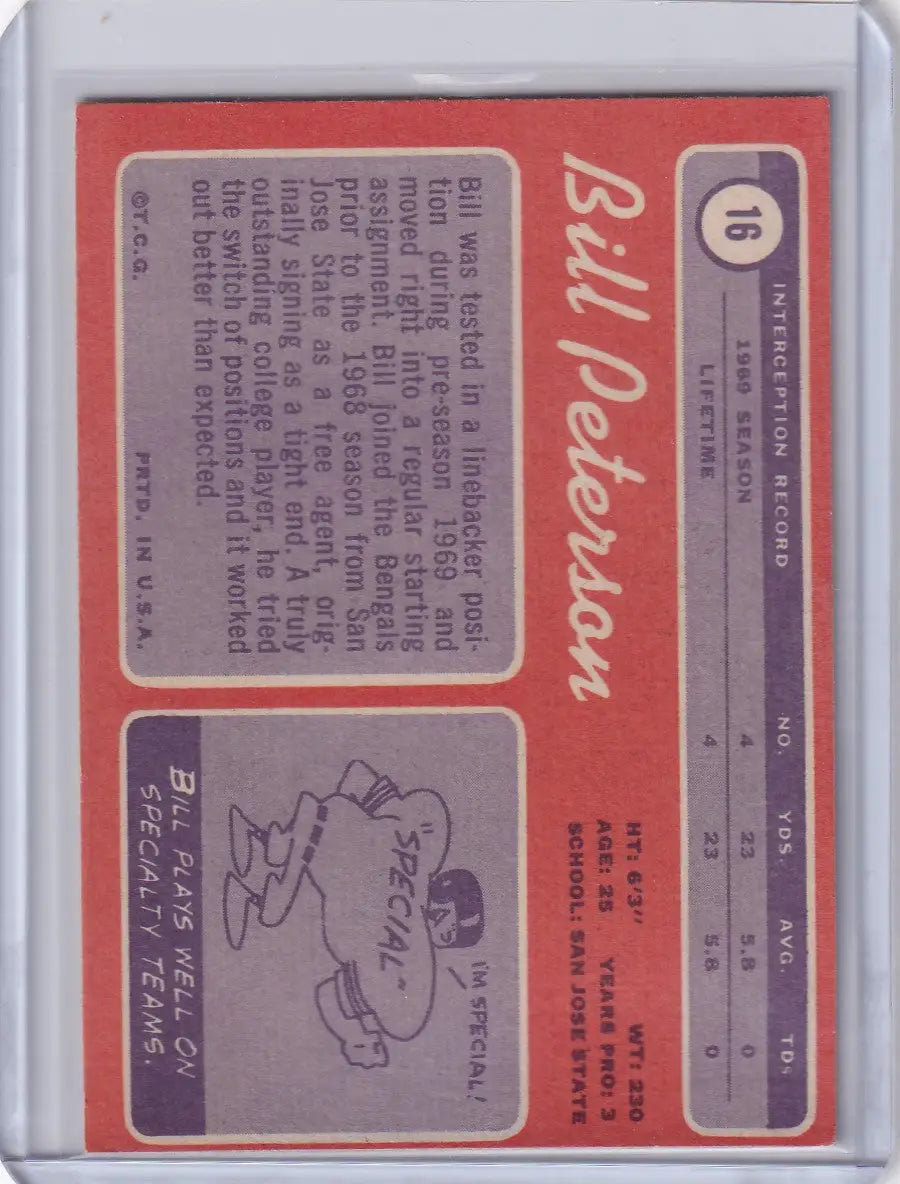 16
INTERCEPTION RECORD NO. YDS. AVG. TDS
1969 SEASON 4 23 5.8 0
LIFETIME 4 23 5.8 0
Bill Peterson
HT: 6'3" WT: 230
AGE: 25 YEARS PRO: 3
SCHOOL: SAN JOSE STATE
Bill was tested in a linebacker posi-
tion during pre-season 1969 and
moved right into a regular starting
assignment. Bill joined the Bengals
prior to the 1968 season from San
Jose State as a free agent, orig-
inally signing as a tight end. A truly
outstanding college player, he tried
the switch of positions and it worked
out better than expected.
©T.C.G. PRTD. IN U.S.A.
I'M SPECIAL!
"SPECIAL"
BILL PLAYS WELL ON
SPECIALTY TEAMS.